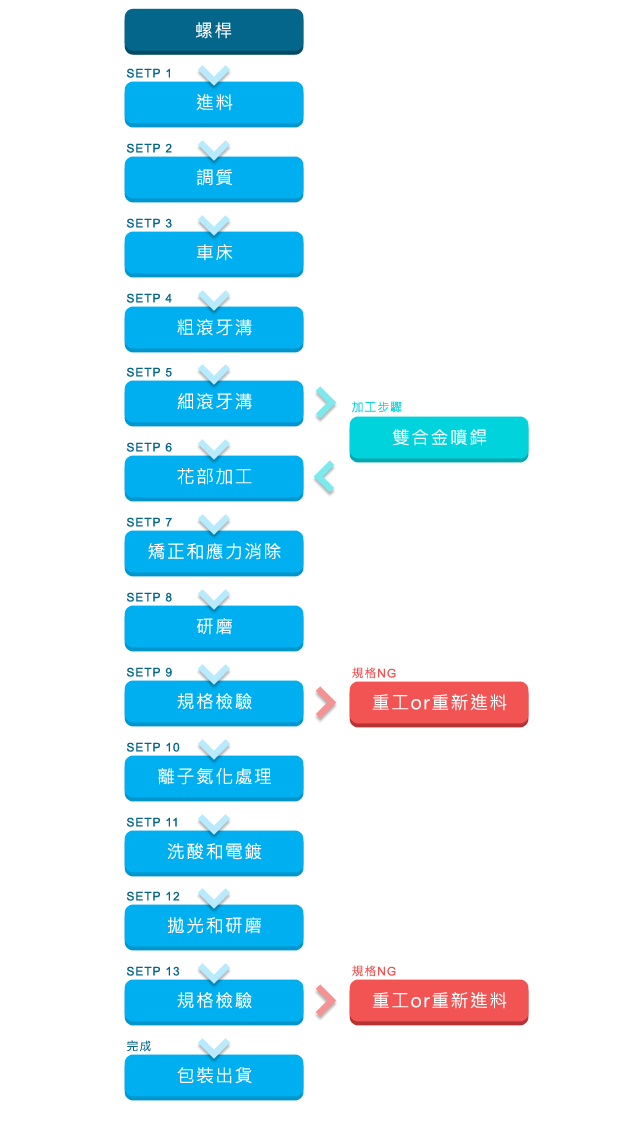 螺桿
SETP 1
進料
SETP 2
調質
SETP 3
車床
SETP 4
粗滾牙溝
SETP 5
細滾牙溝
加工步驟
雙合金噴銲
SETP 6
花部加工
SETP 7
矯正和應力消除
SETP 8
研磨
SETP 9
規格檢驗
規格NG
重工or重新進料
SETP 10
離子氮化處理
SETP 11
洗酸和電鍍
SETP 12
拋光和研磨
SETP 13
規格檢驗
規格NG
重工or重新進料
完成
包裝出貨